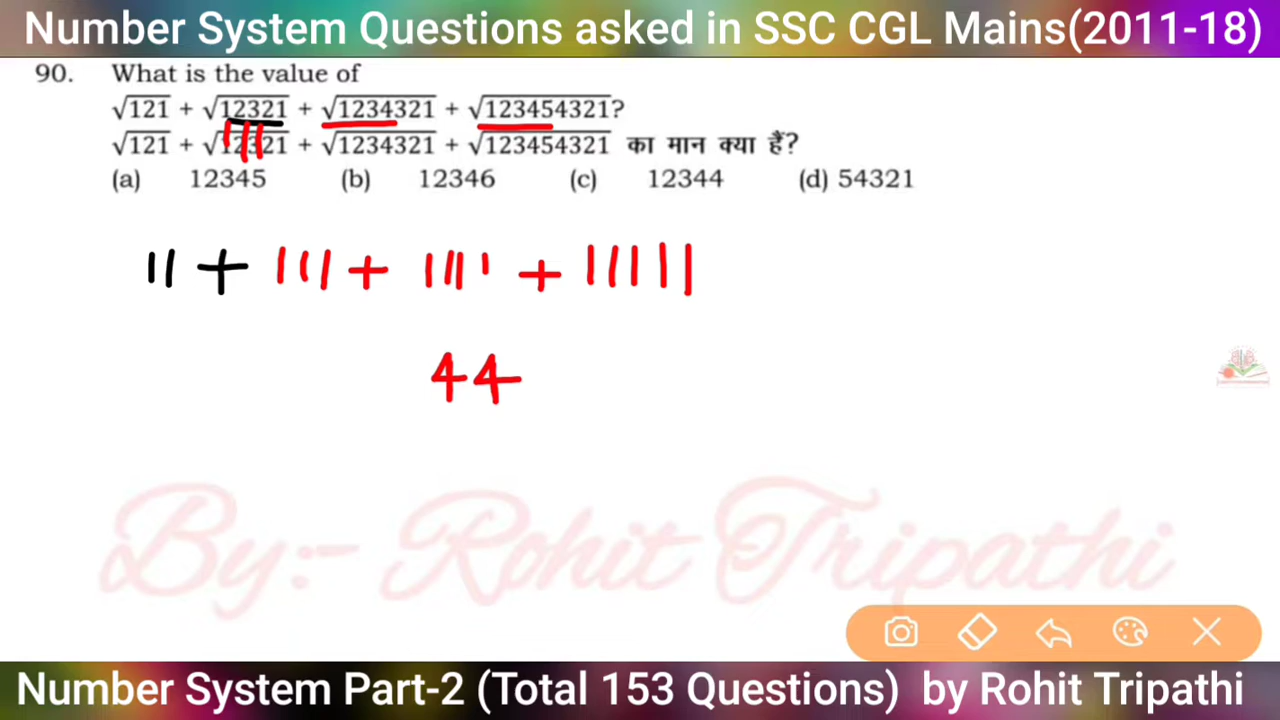 Number System Questions asked in SSC CGL Mains(2011-18)
90. What is the value of
√121 + √12321 + √1234321 + √123454321?
√121 + √12321 + √1234321 + √123454321 का मान क्या हैं?
(a) 12345 (b) 12346 (c) 12344 (d) 54321
11 + 111 + 1111 + 11111
44
By:- Rohit Tripathi
Number System Part-2 (Total 153 Questions) by Rohit Tripathi